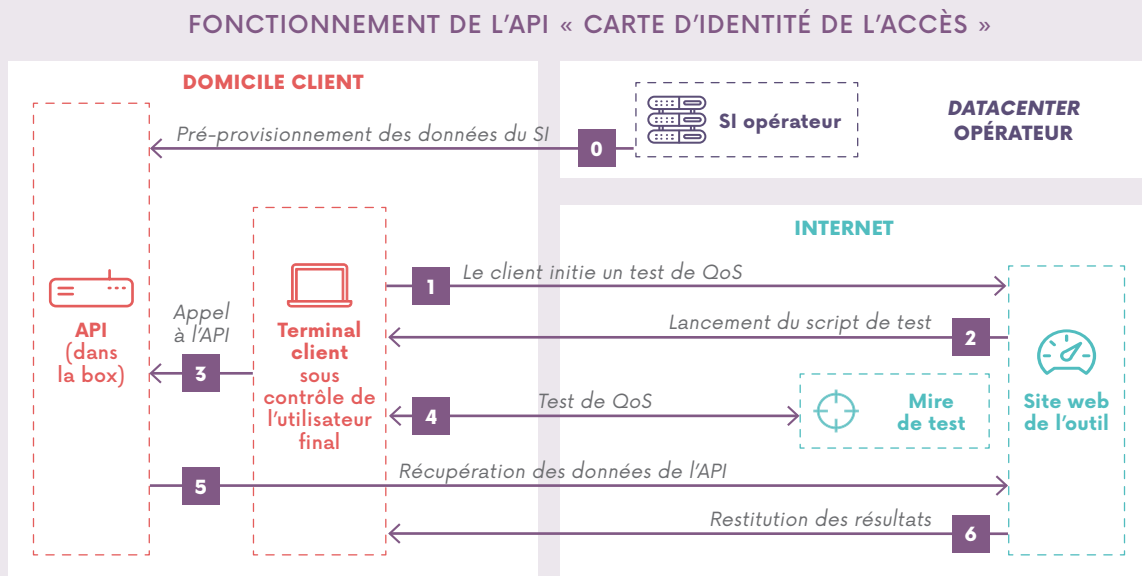 FONCTIONNEMENT DE L'API « CARTE D'IDENTITÉ DE L'ACCÈS »
DOMICILE CLIENT
SI opérateur
DATACENTER
OPÉRATEUR
Pré-provisionnement des données du SI
0
INTERNET
API
(dans
la box)
Appel
à l'API
3
Terminal
client
sous
contrôle de
l'utilisateur
final
1
Le client initie un test de QoS
Lancement du script de test
2
4
Test de QoS
Mire
de test
Site web
de l'outil
5
Récupération des données de l'API
Restitution des résultats
6